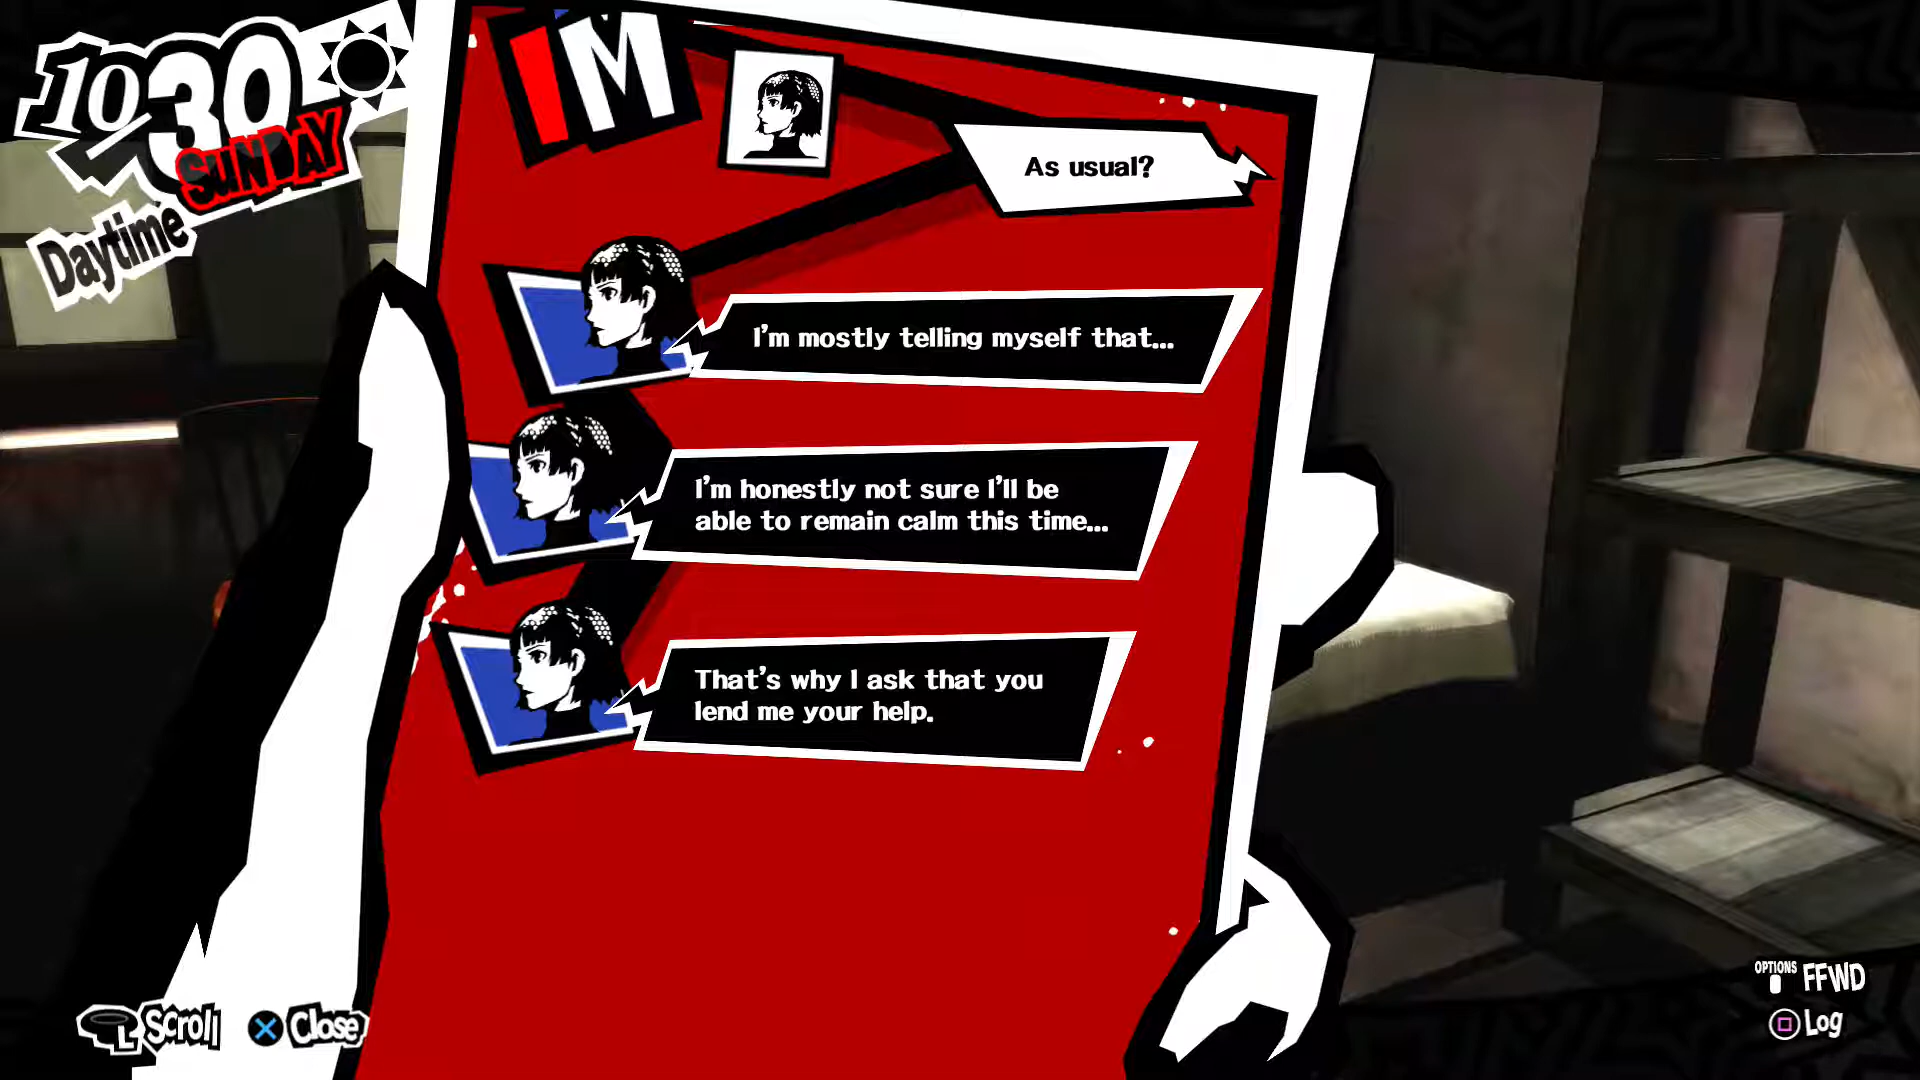 10/30
SUNDAY
Daytime
IM
As usual?
I'm mostly telling myself that...
I'm honestly not sure I'll be
able to remain calm this time...
That's why I ask that you
lend me your help.
L Scroll
Close
OPTIONS FFWD
Log